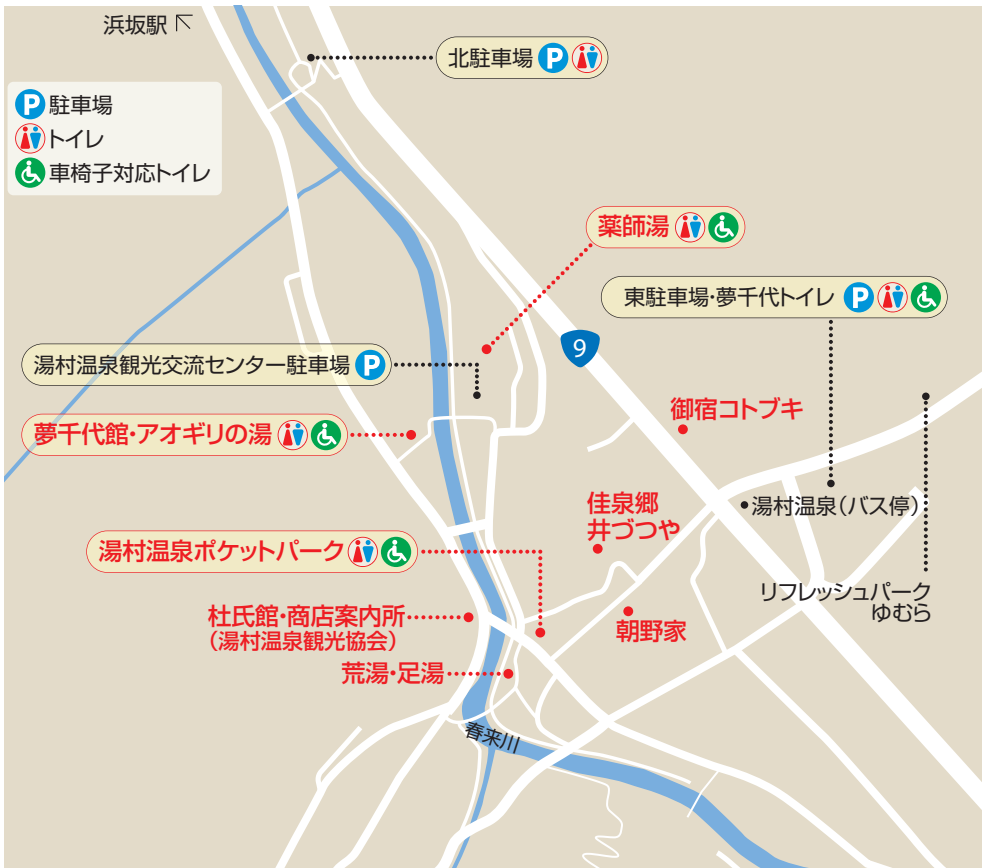 浜坂駅
北駐車場 P
P 駐車場
トイレ
車椅子対応トイレ
薬師湯
東駐車場・夢千代トイレ P
9
湯村温泉観光交流センター駐車場 P
御宿コトブキ
夢千代館・アオギリの湯
佳泉郷
井づつや
湯村温泉(バス停)
湯村温泉ポケットパーク
リフレッシュパーク
ゆむら
杜氏館・商店案内所
(湯村温泉観光協会)
朝野家
荒湯・足湯
春来川